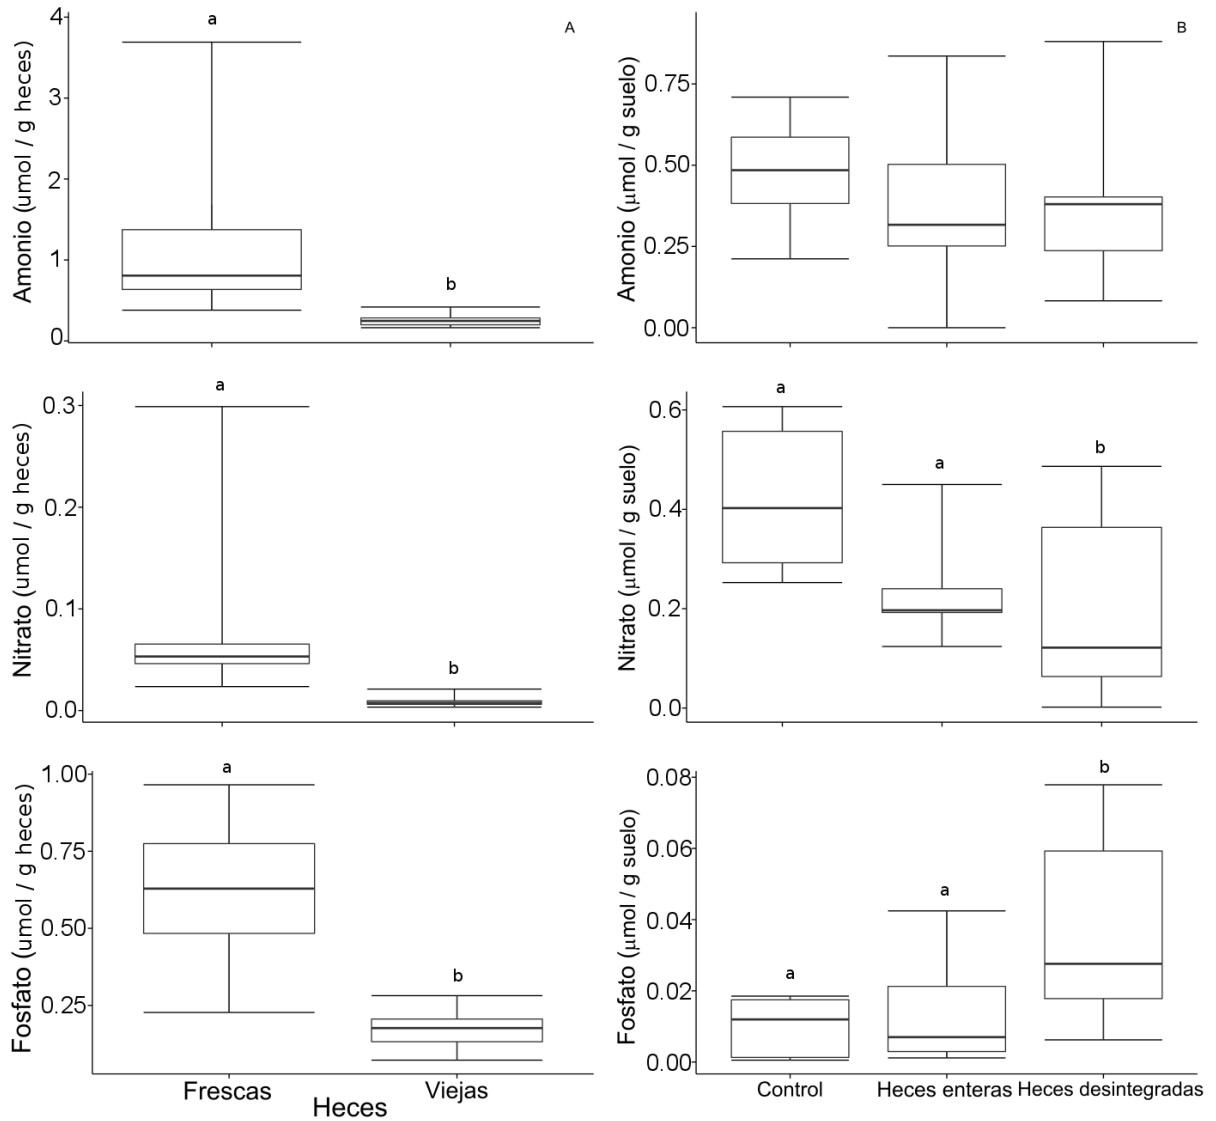 A
Amonio (umol / g heces)
4
3
2
1
0
a
b
B
Amonio (µmol / g suelo)
0.75
0.50
0.25
0.00
Nitrato (umol / g heces)
0.3
0.2
0.1
0.0
a
b
Nitrato (µmol / g suelo)
0.6
0.4
0.2
0.0
a
a
b
Fosfato (umol / g heces)
1.00
0.75
0.50
0.25
a
b
Frescas
Viejas
Heces
Fosfato (µmol / g suelo)
0.08
0.06
0.04
0.02
0.00
a
a
b
Control
Heces enteras
Heces desintegradas